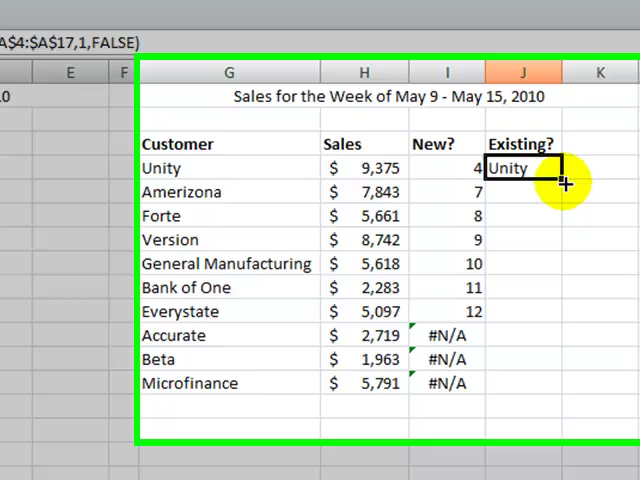 A$4:$A$17,1,FALSE)
E F G H I J K
0 Sales for the Week of May 9 - May 15, 2010
Customer Sales New? Existing?
Unity $ 9,375 4 Unity
Amerizona $ 7,843 7
Forte $ 5,661 8
Version $ 8,742 9
General Manufacturing $ 5,618 10
Bank of One $ 2,283 11
Everystate $ 5,097 12
Accurate $ 2,719 #N/A
Beta $ 1,963 #N/A
Microfinance $ 5,791 #N/A